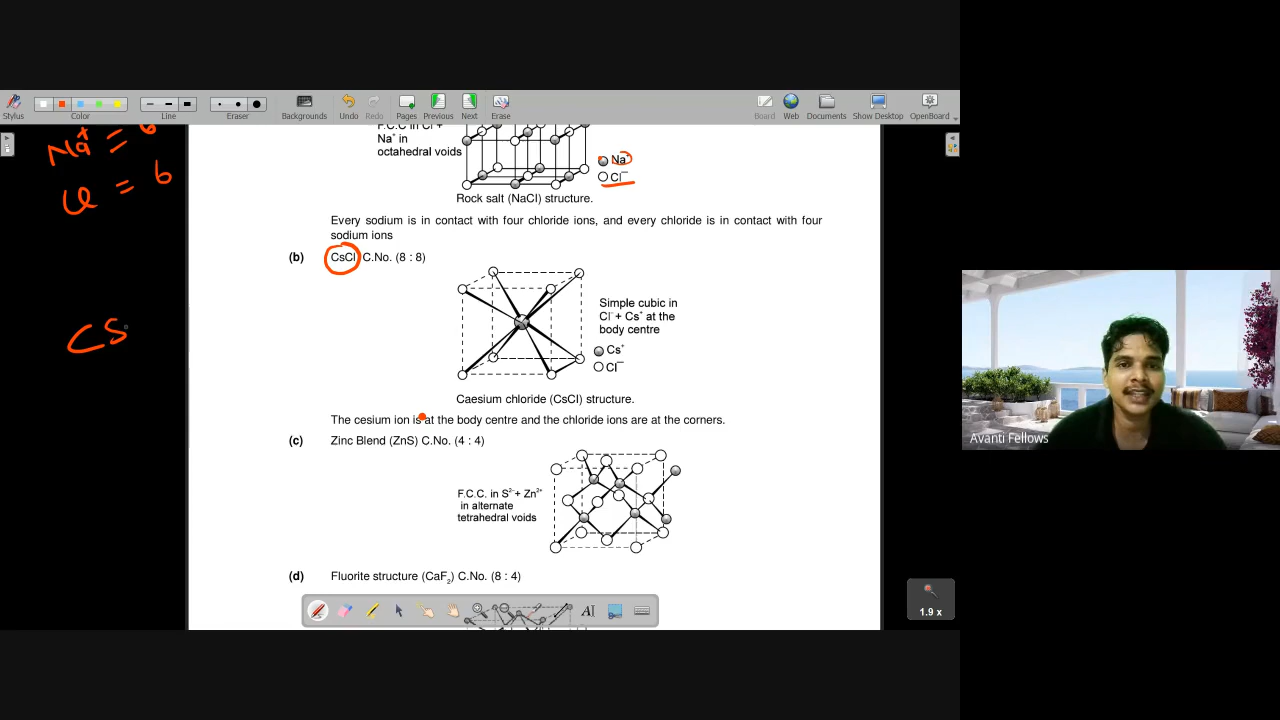 Stylus
Color
Line
Eraser
Backgrounds
Undo
Redo
Pages
Previous
Next
Erase
Board
Web
Documents
Show Desktop
OpenBoard
Na+ = 6
Cl = 6
Cs
F.C.C in Cl⁻ +
Na⁺ in
octahedral voids
Na⁺
Cl⁻
Rock salt (NaCl) structure.
Every sodium is in contact with four chloride ions, and every chloride is in contact with four
sodium ions
(b) CsCl C.No. (8 : 8)
Simple cubic in
Cl⁻ + Cs⁺ at the
body centre
Cs⁺
Cl⁻
Caesium chloride (CsCl) structure.
The cesium ion is at the body centre and the chloride ions are at the corners.
(c) Zinc Blend (ZnS) C.No. (4 : 4)
F.C.C. in S²⁻+ Zn²⁺
in alternate
tetrahedral voids
(d) Fluorite structure (CaF₂) C.No. (8 : 4)
AI
1.9 x
Avanti Fellows